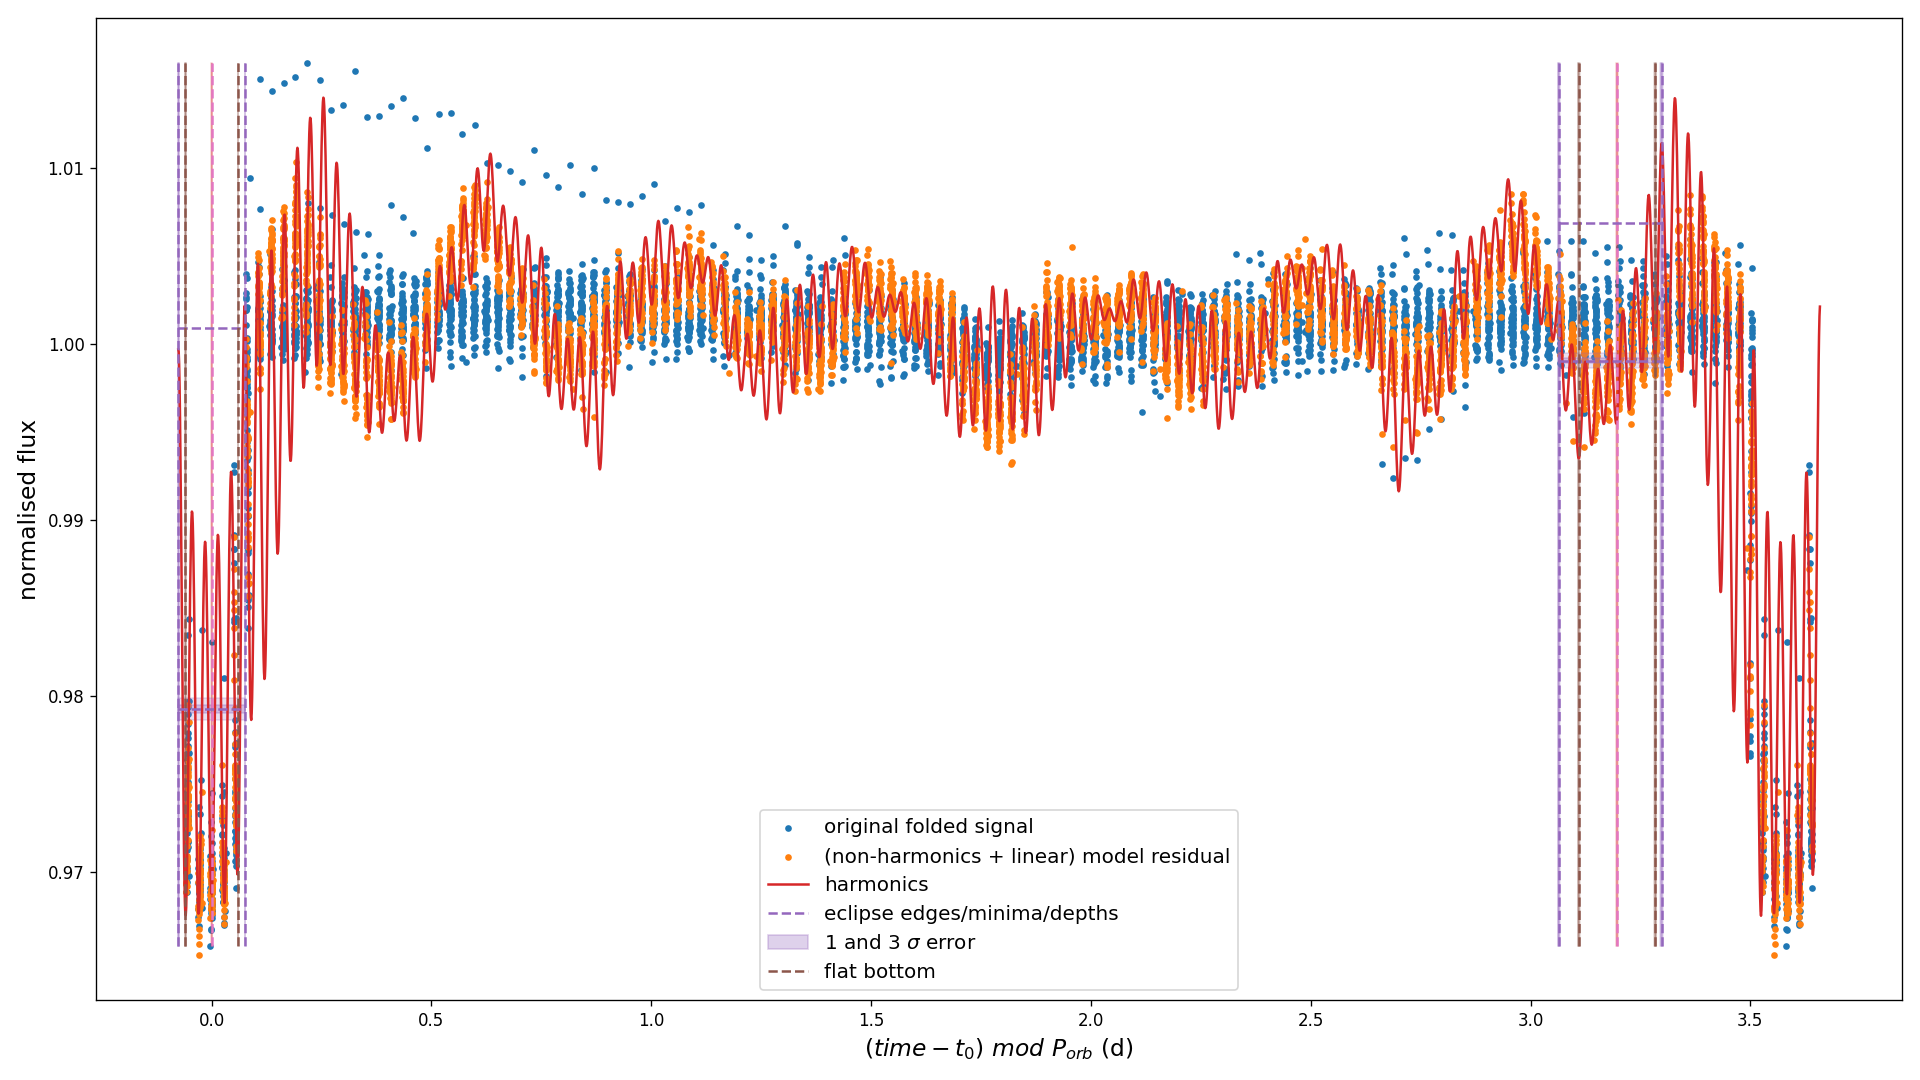 normalised flux
1.01
1.00
0.99
0.98
0.97
original folded signal
(non-harmonics + linear) model residual
harmonics
eclipse edges/minima/depths
1 and 3 σ error
flat bottom
0.0 0.5 1.0 1.5 2.0 2.5 3.0 3.5
(time − t₀) mod P_orb (d)